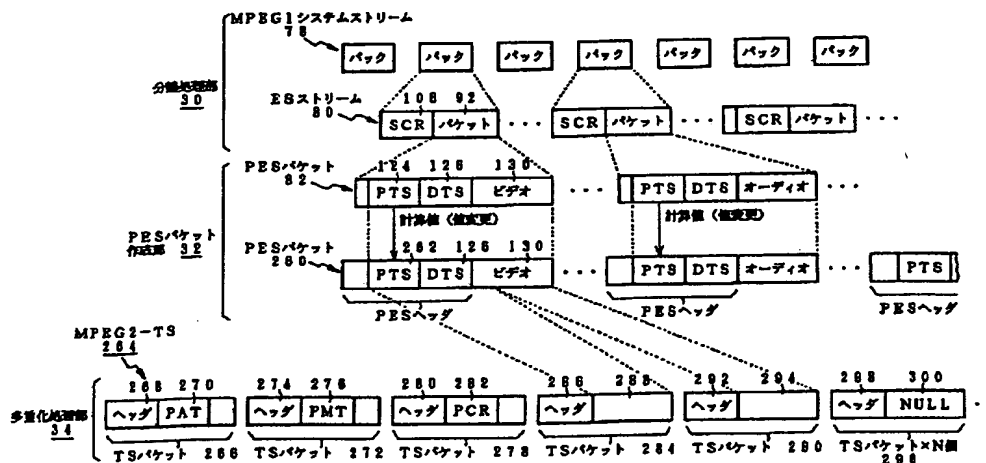 MPEG1システムストリーム
78
パック パック パック パック パック パック パック
分離処理部
30
ESストリーム
80
108 92
SCR パケット ··· SCR パケット ··· SCR パケット ···
PESパケット
82
124 126 130
PTS DTS ビデオ ··· PTS DTS オーディオ ···
計算値(値変更) 計算値(値変更)
PESパケット
作成部 32
PESパケット
260
262 126 130
PTS DTS ビデオ ··· PTS DTS オーディオ ··· PTS
PESヘッダ PESヘッダ PESヘッダ
MPEG2-TS
264
多重化処理部
34
268 270 274 276 280 282 286 288 292 294 298 300
ヘッダ PAT ヘッダ PMT ヘッダ PCR ヘッダ ヘッダ ヘッダ NULL
TSパケット 266 TSパケット 272 TSパケット 278 TSパケット 284 TSパケット 290 TSパケット×N個
296